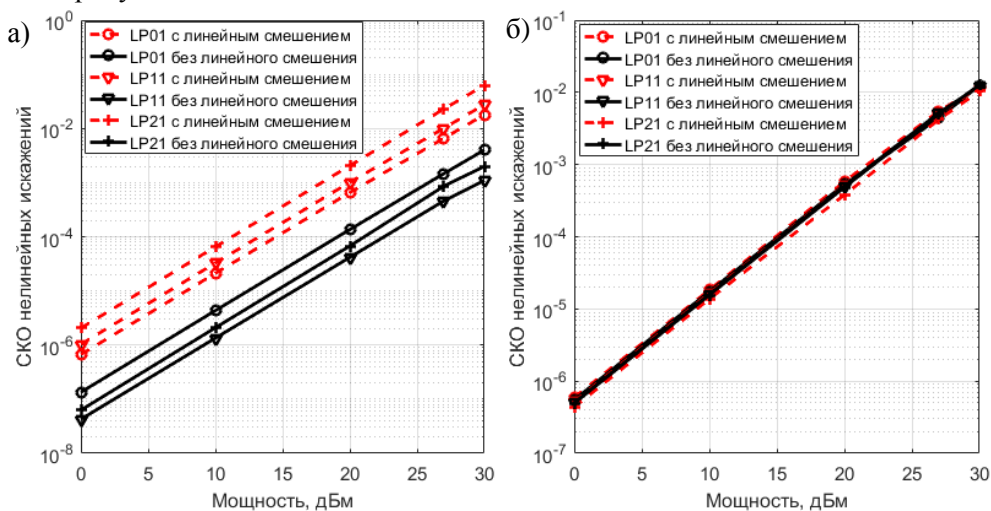 а)
10^0
10^-2
10^-4
10^-6
10^-8
СКО нелинейных искажений
LP01 с линейным смешением
LP01 без линейного смешения
LP11 с линейным смешением
LP11 без линейного смешения
LP21 с линейным смешением
LP21 без линейного смешения
0 5 10 15 20 25 30
Мощность, дБм
б)
10^-1
10^-2
10^-3
10^-4
10^-5
10^-6
10^-7
СКО нелинейных искажений
LP01 с линейным смешением
LP01 без линейного смешения
LP11 с линейным смешением
LP11 без линейного смешения
LP21 с линейным смешением
LP21 без линейного смешения
0 5 10 15 20 25 30
Мощность, дБм